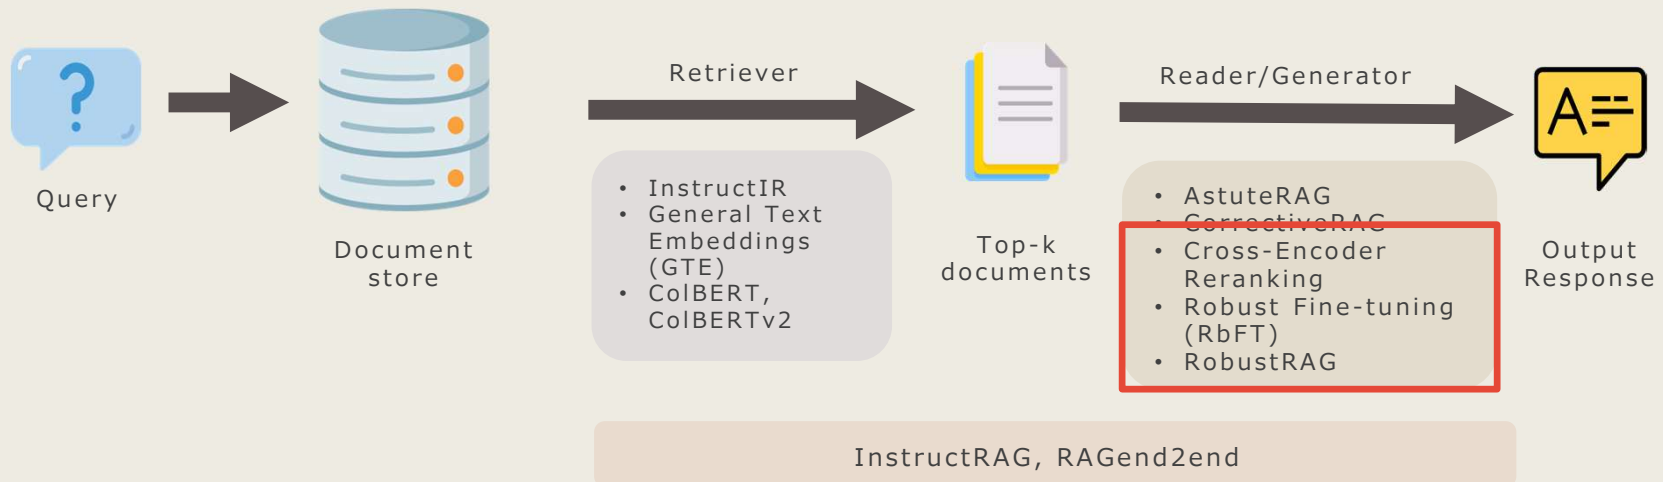 Query
Document
store
Retriever
• InstructIR
• General Text
Embeddings
(GTE)
• ColBERT,
ColBERTv2
Top-k
documents
Reader/Generator
• AstuteRAG
• CorrectiveRAG
• Cross-Encoder
Reranking
• Robust Fine-tuning
(RbFT)
• RobustRAG
A
Output
Response
InstructRAG, RAGend2end